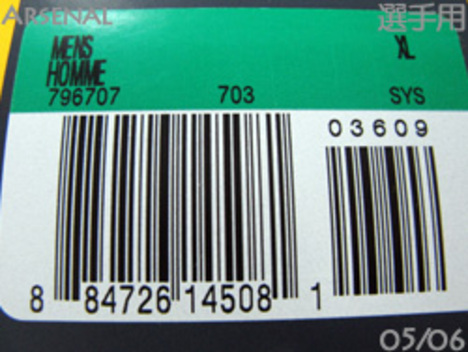 ARSENAL 選手用
MENS XL
HOMME
796707 703 SYS
03609
8 84726 14508 1
05/06